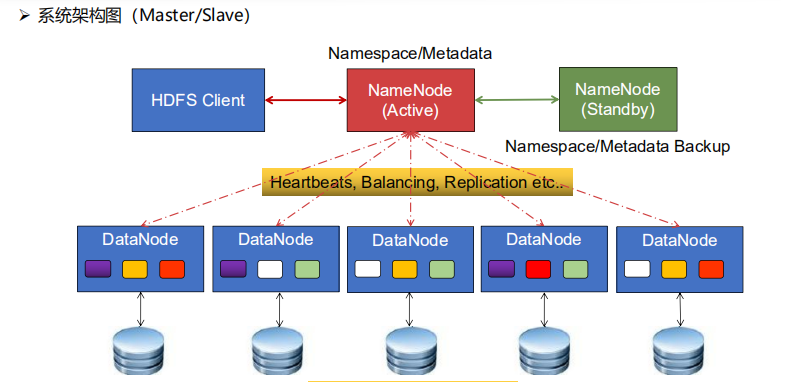 ➢ 系统架构图（Master/Slave）
Namespace/Metadata
HDFS Client
NameNode
(Active)
NameNode
(Standby)
Namespace/Metadata Backup
Heartbeats, Balancing, Replication etc..
DataNode
DataNode
DataNode
DataNode
DataNode